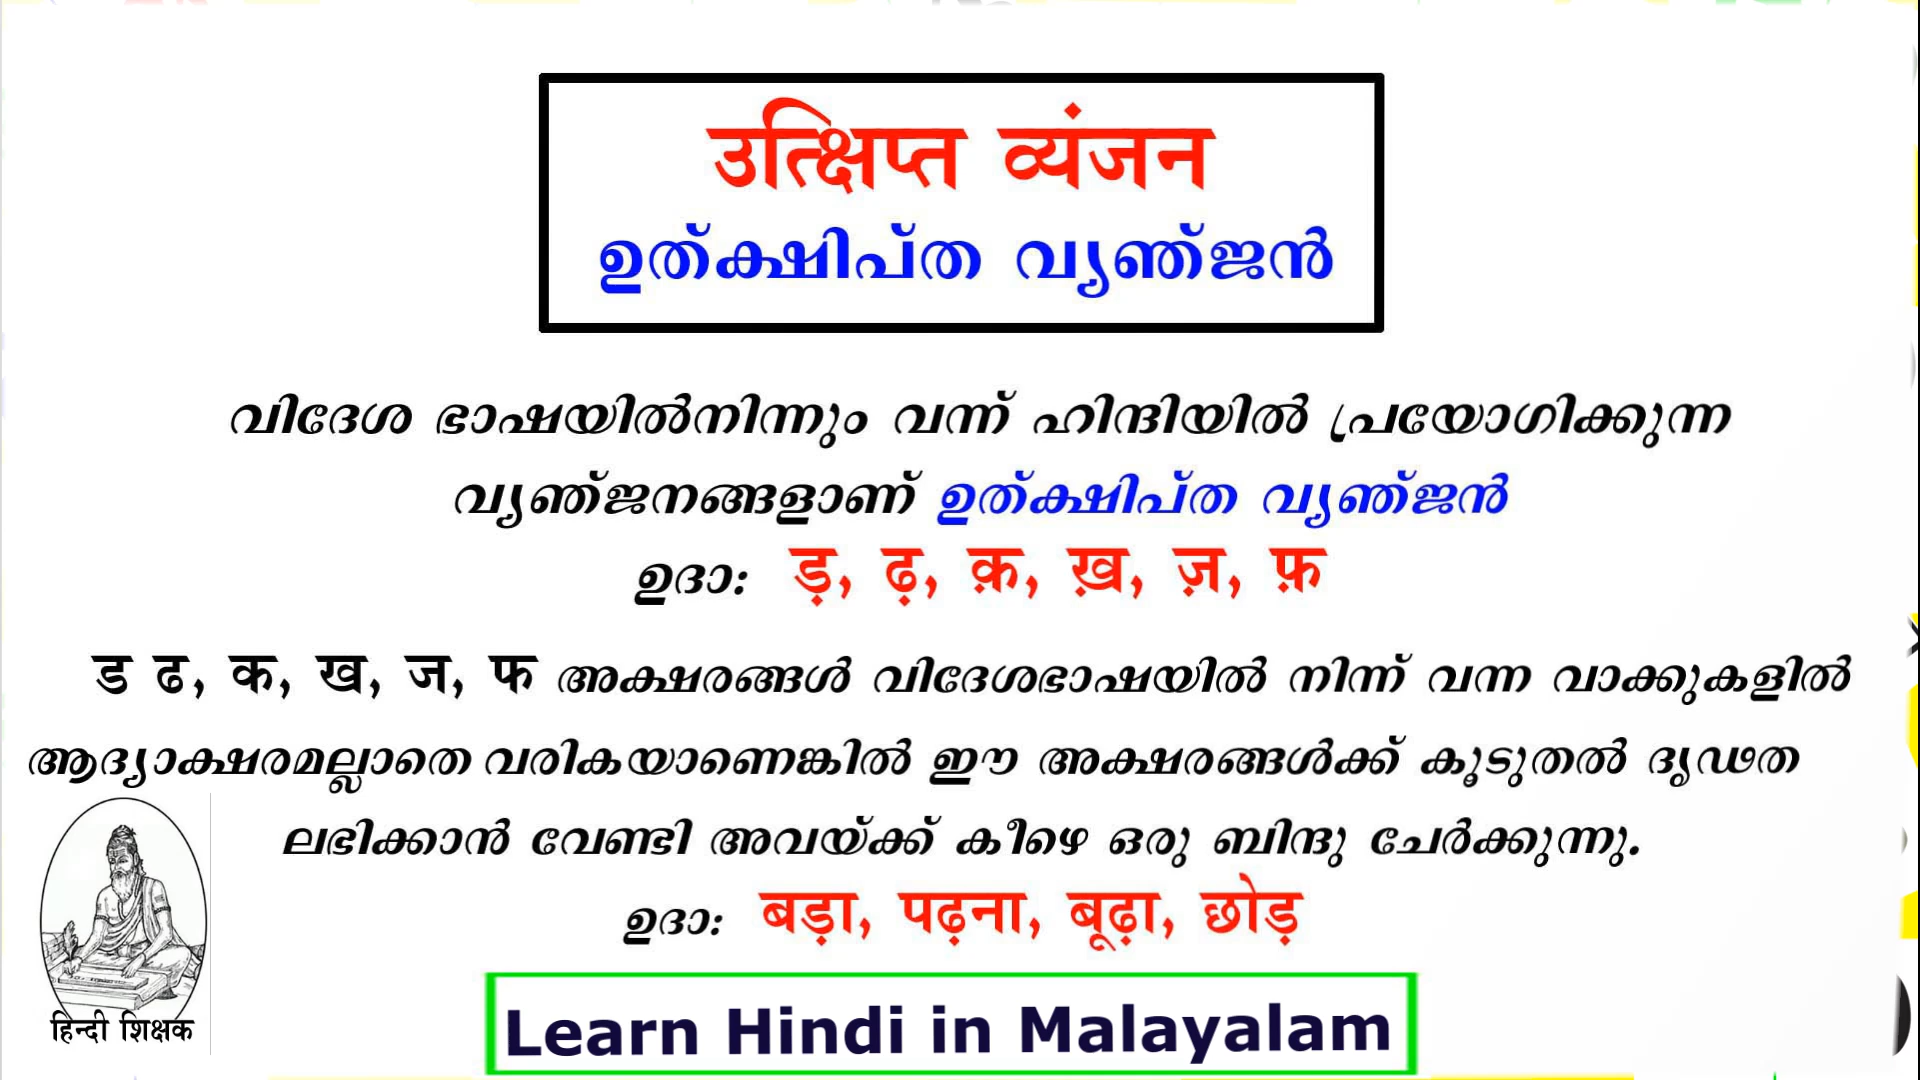 उत्क्षिप्त व्यंजन
ഉത്ക്ഷിപ്ത വ്യഞ്ജൻ
വിദേശ ഭാഷയിൽനിന്നും വന്ന് ഹിന്ദിയിൽ പ്രയോഗിക്കുന്ന
വ്യഞ്ജനങ്ങളാണ് ഉത്ക്ഷിപ്ത വ്യഞ്ജൻ
ഉദാ: ड़, ढ़, क़, ख़, ज़, फ़
ड ढ, क, ख, ज, फ അക്ഷരങ്ങൾ വിദേശഭാഷയിൽ നിന്ന് വന്ന വാക്കുകളിൽ
ആദ്യാക്ഷരമല്ലാതെ വരികയാണെങ്കിൽ ഈ അക്ഷരങ്ങൾക്ക് കൂടുതൽ ദൃഢത
ലഭിക്കാൻ വേണ്ടി അവയ്ക്ക് കീഴെ ഒരു ബിന്ദു ചേർക്കുന്നു.
ഉദാ: बड़ा, पढ़ना, बूढ़ा, छोड़
हिन्दी शिक्षक
Learn Hindi in Malayalam